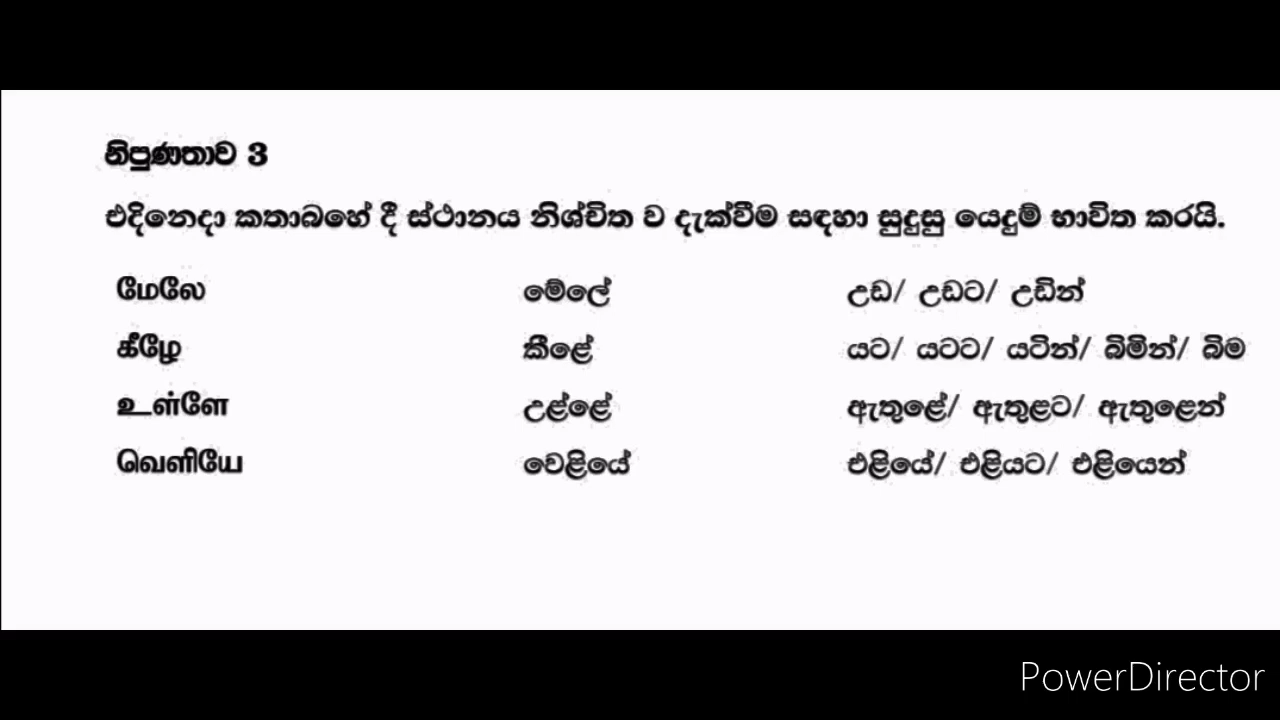 නිපුණතාව 3
එදිනෙදා කතාබහේ දී ස්ථානය නිශ්චිත ව දැක්වීම සඳහා සුදුසු යෙදුම් භාවිත කරයි.
மேலே මේලේ උඩ/ උඩට/ උඩින්
கீழே කීළේ යට/ යටට/ යටින්/ බිමින්/ බිම
உள்ளே උළ්ළේ ඇතුළේ/ ඇතුළට/ ඇතුළෙන්
வெளியே වෙළියේ එළියේ/ එළියට/ එළියෙන්
PowerDirector